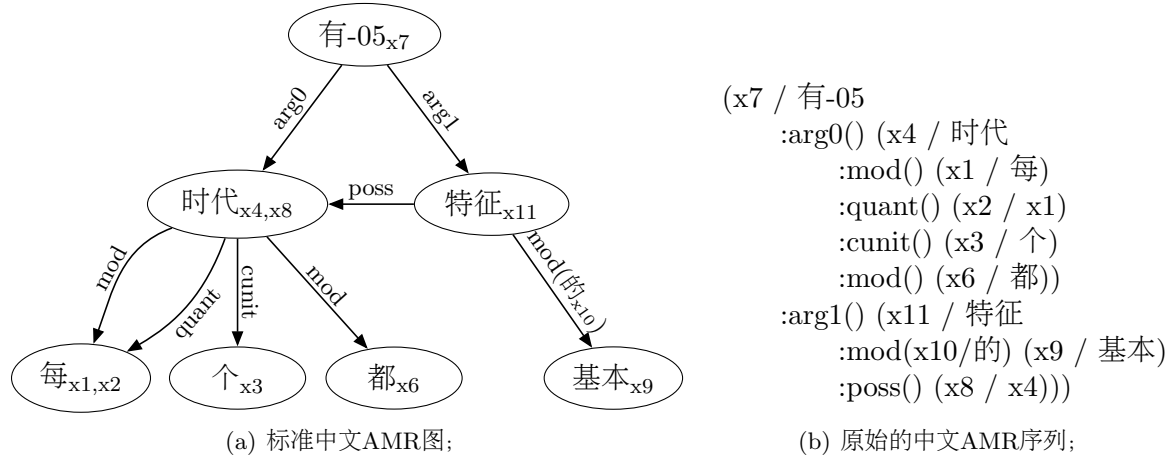 有-05x7
arg0
arg1
时代x4,x8
poss
特征x11
mod
quant
cunit
mod
mod(的x10)
每x1,x2
个x3
都x6
基本x9
(a) 标准中文AMR图;
(x7 / 有-05
:arg0() (x4 / 时代
:mod() (x1 / 每)
:quant() (x2 / x1)
:cunit() (x3 / 个)
:mod() (x6 / 都))
:arg1() (x11 / 特征
:mod(x10/的) (x9 / 基本)
:poss() (x8 / x4)))
(b) 原始的中文AMR序列;